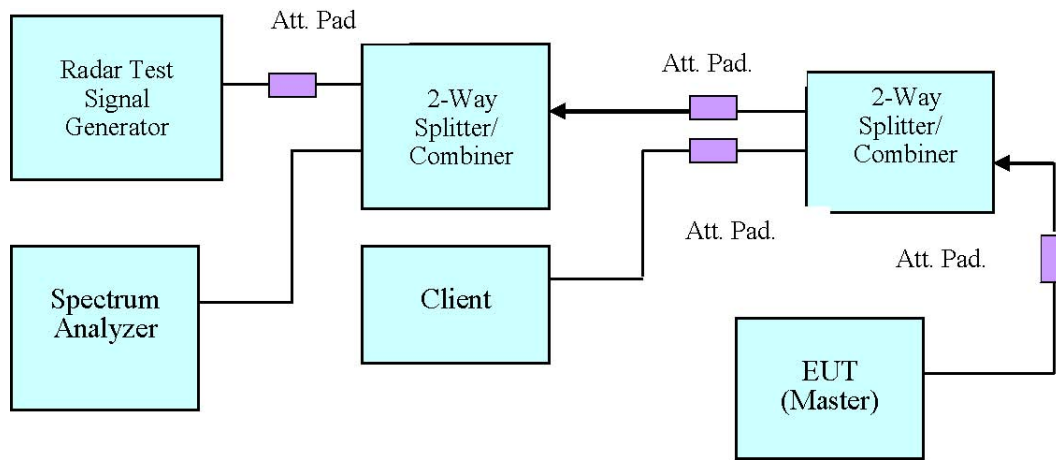 Att. Pad
Radar Test
Signal
Generator
2-Way
Splitter/
Combiner
Att. Pad.
2-Way
Splitter/
Combiner
Att. Pad.
Att. Pad.
Spectrum
Analyzer
Client
EUT
(Master)